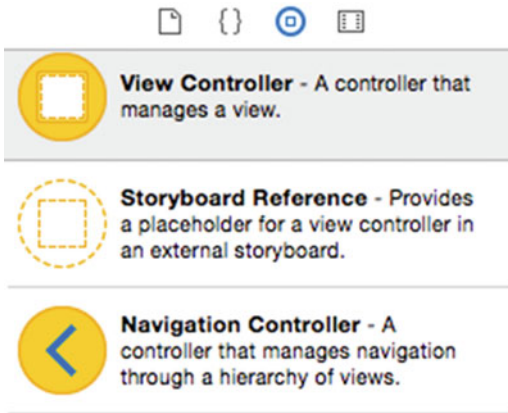 View Controller - A controller that
manages a view.
Storyboard Reference - Provides
a placeholder for a view controller in
an external storyboard.
Navigation Controller - A
controller that manages navigation
through a hierarchy of views.